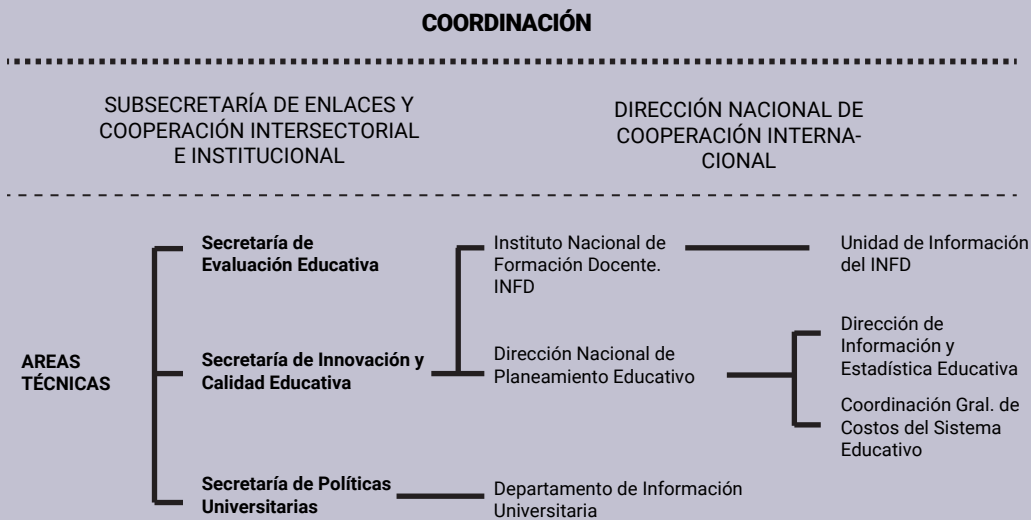 COORDINACIÓN
SUBSECRETARÍA DE ENLACES Y
COOPERACIÓN INTERSECTORIAL
E INSTITUCIONAL
DIRECCIÓN NACIONAL DE
COOPERACIÓN INTERNA-
CIONAL
AREAS
TÉCNICAS
Secretaría de
Evaluación Educativa
Secretaría de Innovación y
Calidad Educativa
Secretaría de Políticas
Universitarias
Instituto Nacional de
Formación Docente.
INFD
Dirección Nacional de
Planeamiento Educativo
Departamento de Información
Universitaria
Unidad de Información
del INFD
Dirección de
Información y
Estadística Educativa
Coordinación Gral. de
Costos del Sistema
Educativo